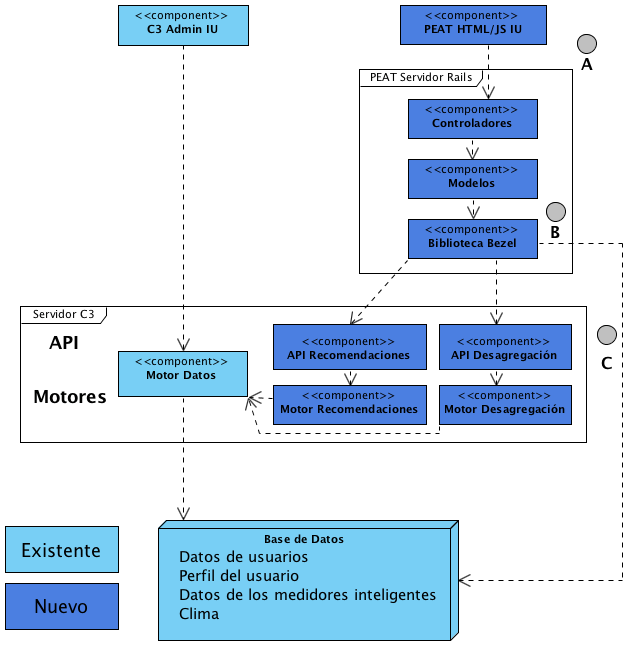 <<component>>
C3 Admin IU
<<component>>
PEAT HTML/JS IU
A
PEAT Servidor Rails
<<component>>
Controladores
<<component>>
Modelos
<<component>>
Biblioteca Bezel
B
Servidor C3
API
Motores
<<component>>
Motor Datos
<<component>>
API Recomendaciones
<<component>>
API Desagregación
<<component>>
Motor Recomendaciones
<<component>>
Motor Desagregación
C
Base de Datos
Datos de usuarios
Perfil del usuario
Datos de los medidores inteligentes
Clima
Existente
Nuevo